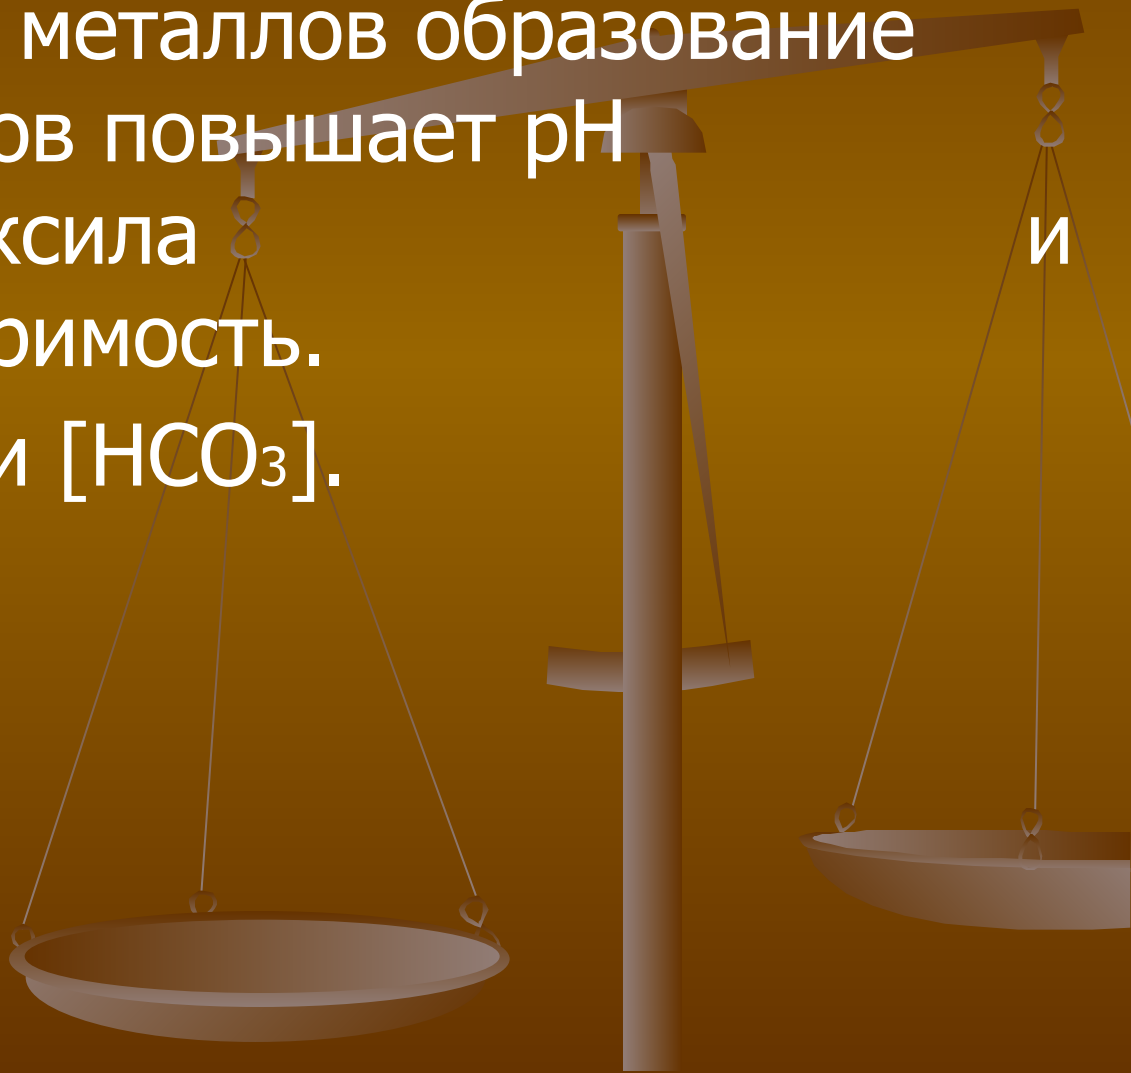 металлов образование
ов повышает pH
ксила и
римость.
и [HCO₃].